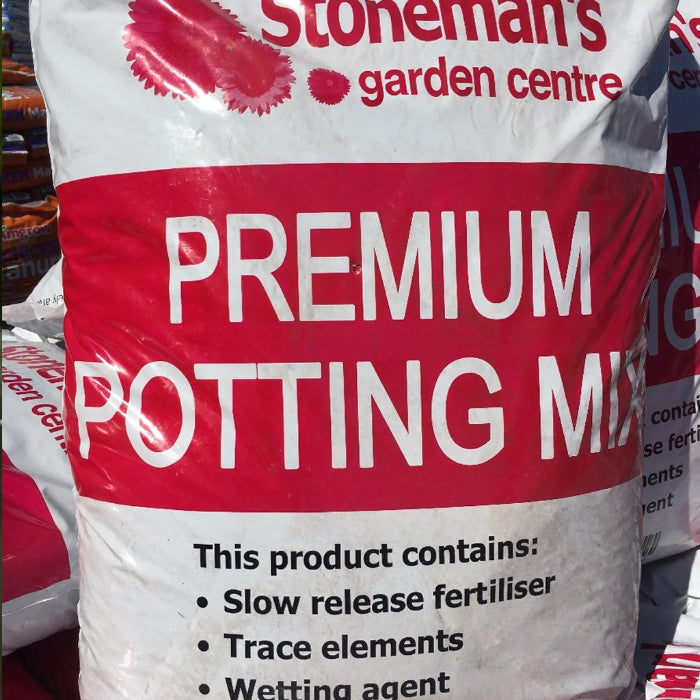 Stoneman's
garden centre
PREMIUM
POTTING MIX
This product contains:
• Slow release fertiliser
• Trace elements
• Wetting agent